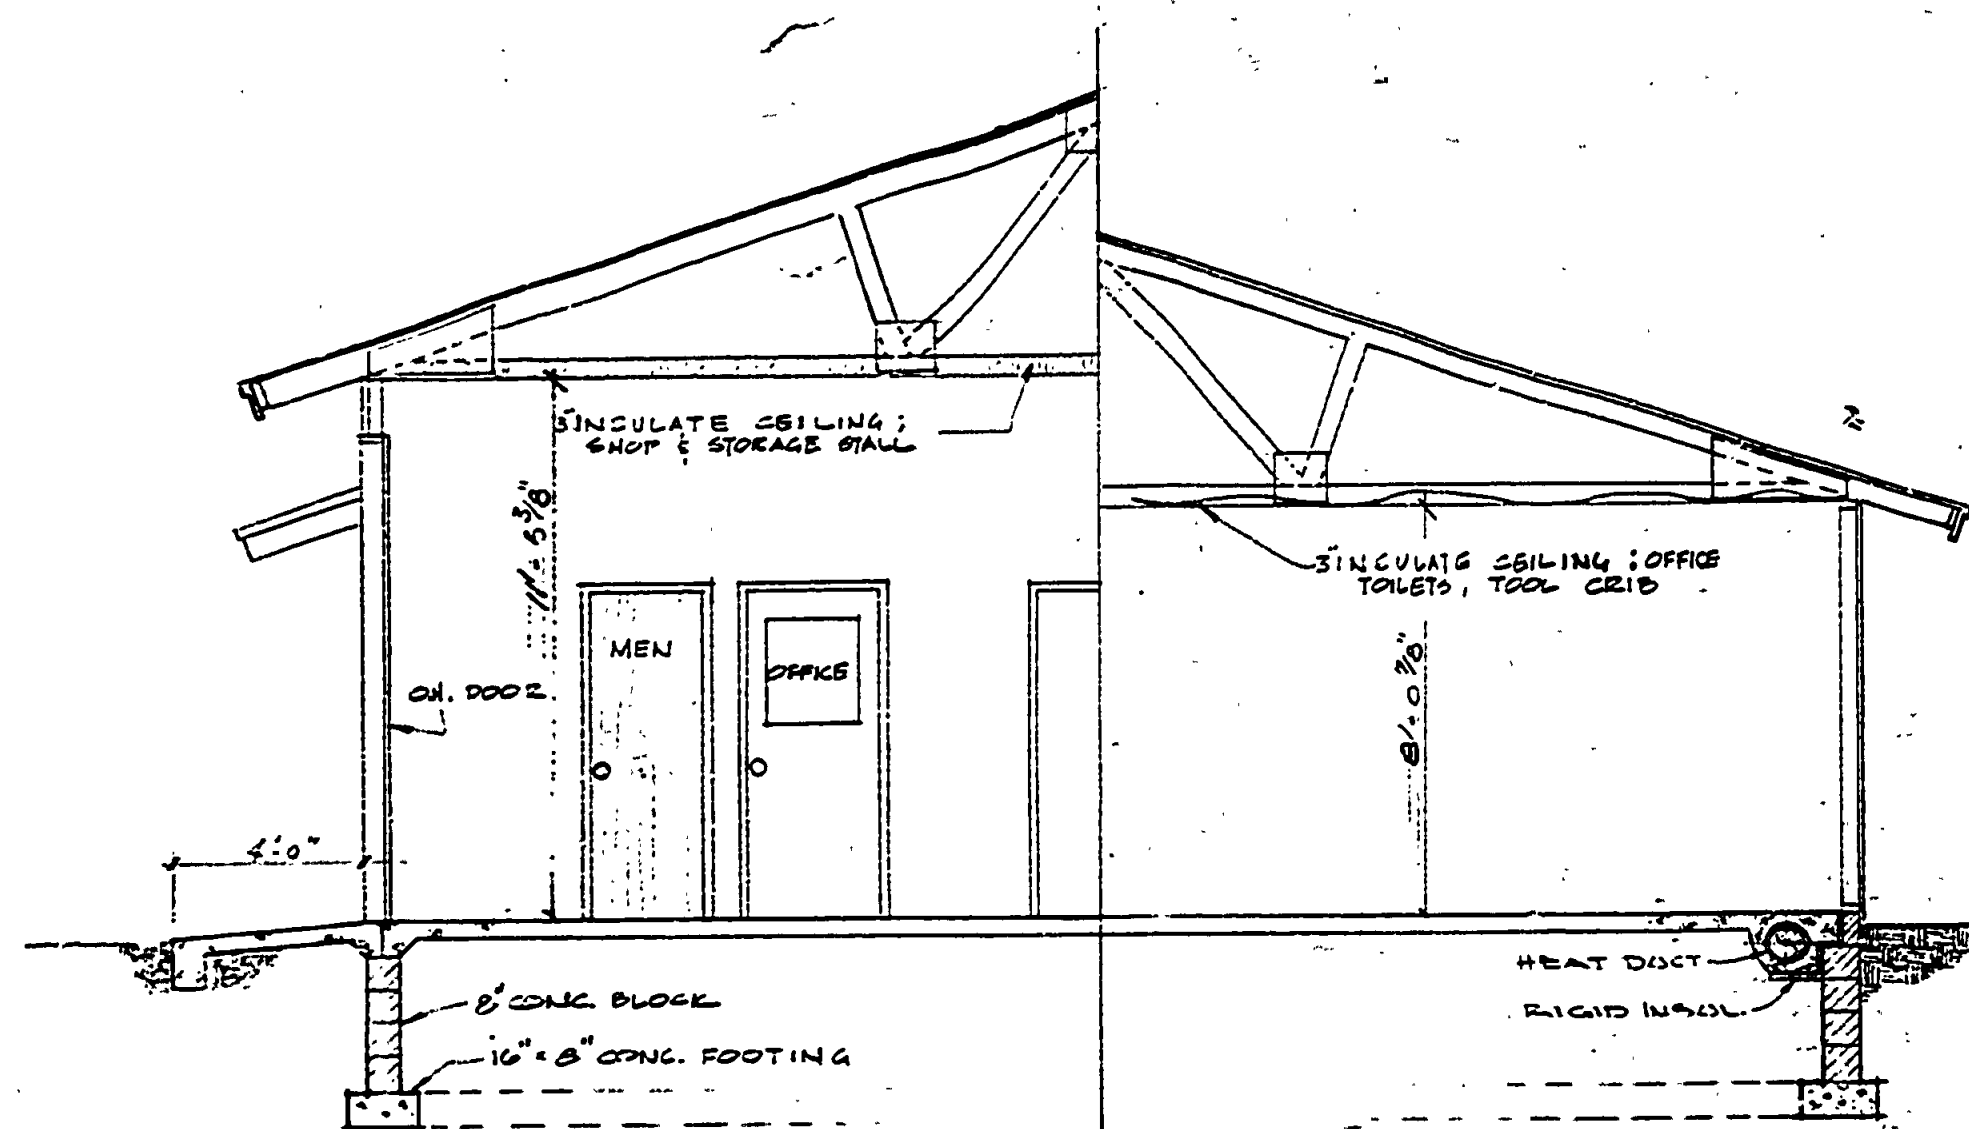 3" INSULATE CEILING;
SHOP & STORAGE STALL
11'-5 3/8"
MEN
OFFICE
O.H. DOOR
4'-0"
3" INSULATE CEILING: OFFICE
TOILETS, TOOL CRIB
8'-0 7/8"
HEAT DUCT
RIGID INSUL.
8" CONC. BLOCK
16" x 8" CONC. FOOTING